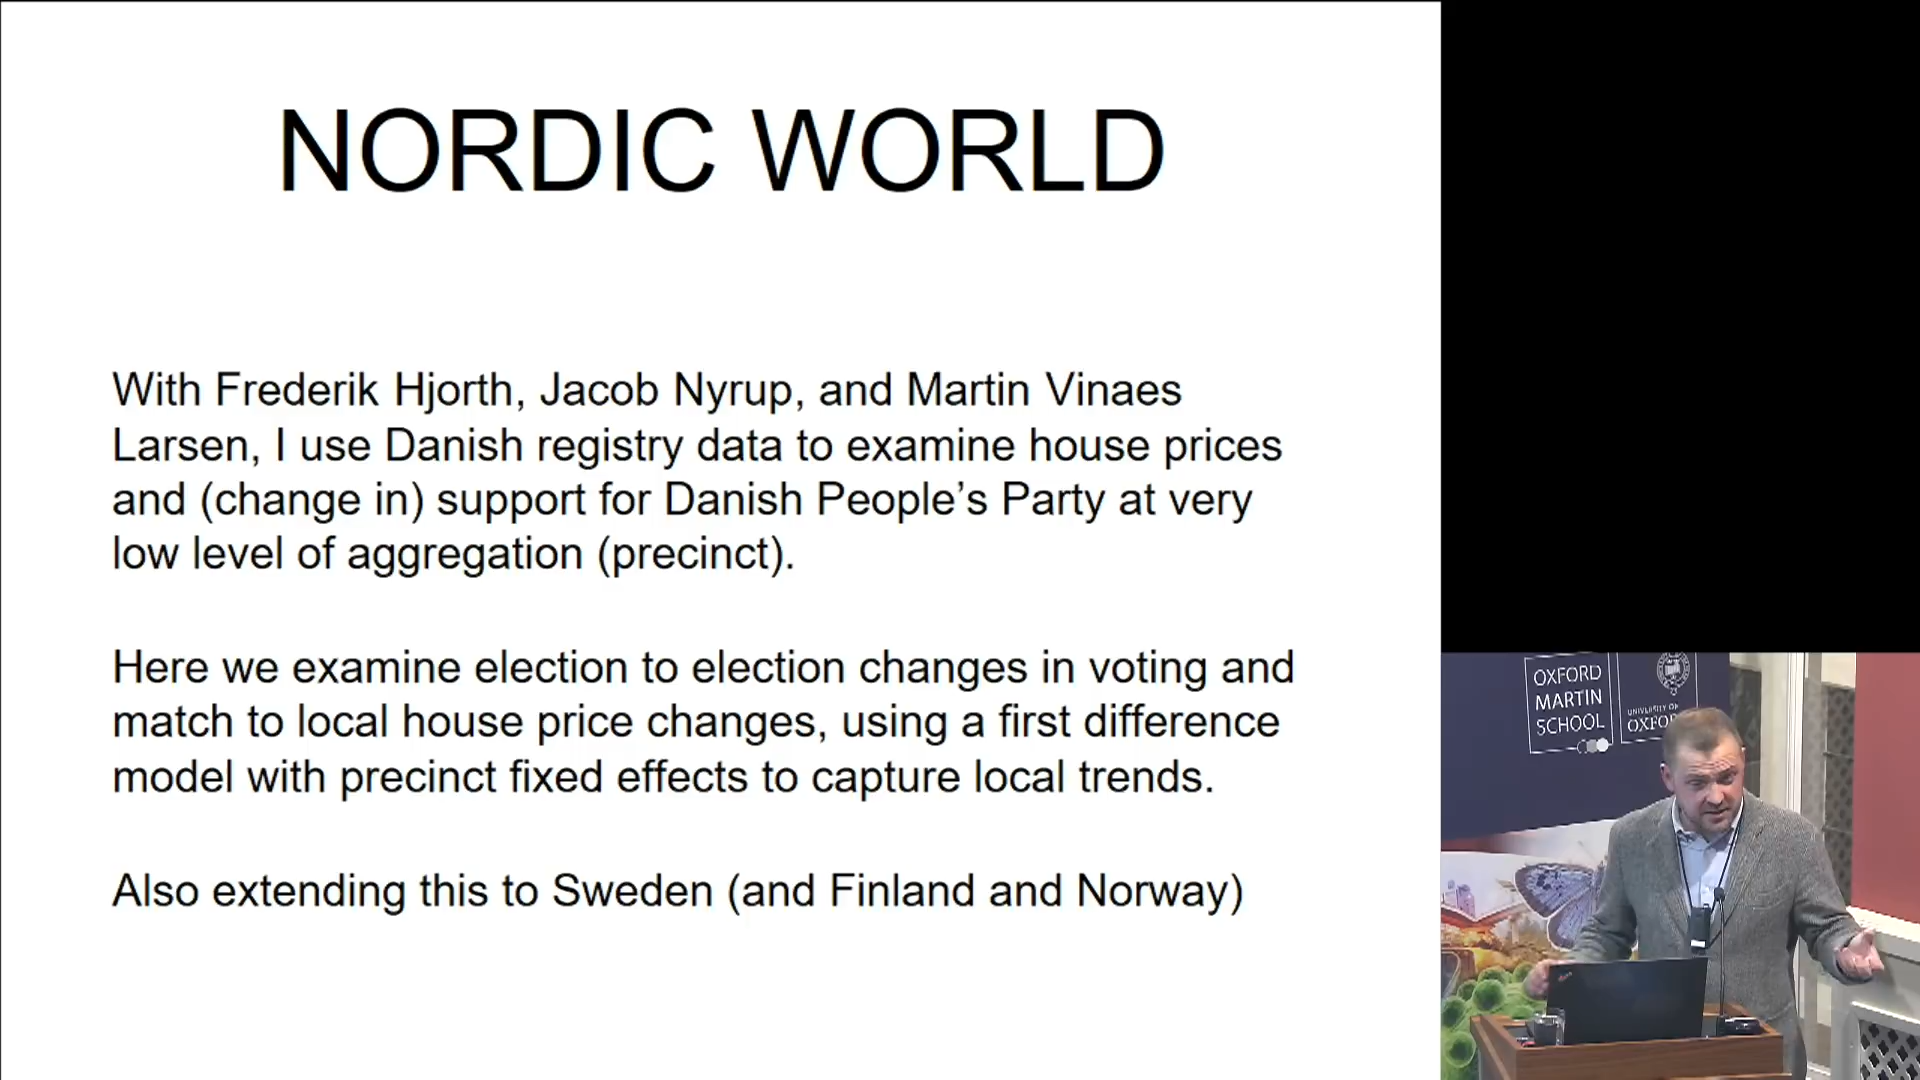 NORDIC WORLD
With Frederik Hjorth, Jacob Nyrup, and Martin Vinaes
Larsen, I use Danish registry data to examine house prices
and (change in) support for Danish People’s Party at very
low level of aggregation (precinct).
Here we examine election to election changes in voting and
match to local house price changes, using a first difference
model with precinct fixed effects to capture local trends.
Also extending this to Sweden (and Finland and Norway)
OXFORD
MARTIN
SCHOOL
UNIVERSITY OF